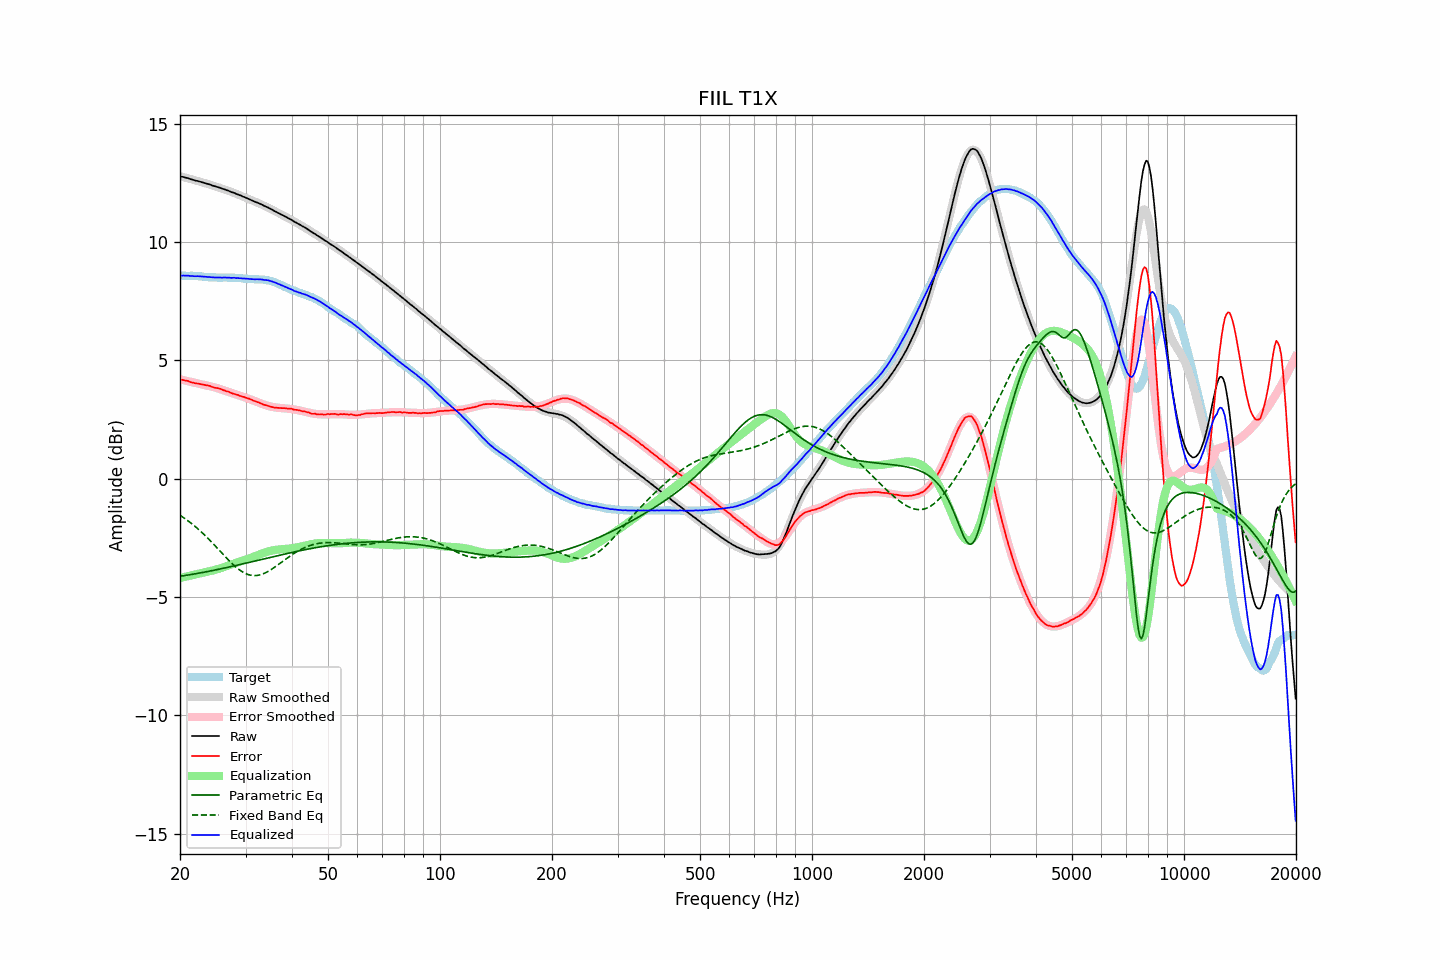 FIIL T1X
Amplitude (dBr)
15
10
5
0
−5
−10
−15
Target
Raw Smoothed
Error Smoothed
Raw
Error
Equalization
Parametric Eq
Fixed Band Eq
Equalized
20 50 100 200 500 1000 2000 5000 10000 20000
Frequency (Hz)